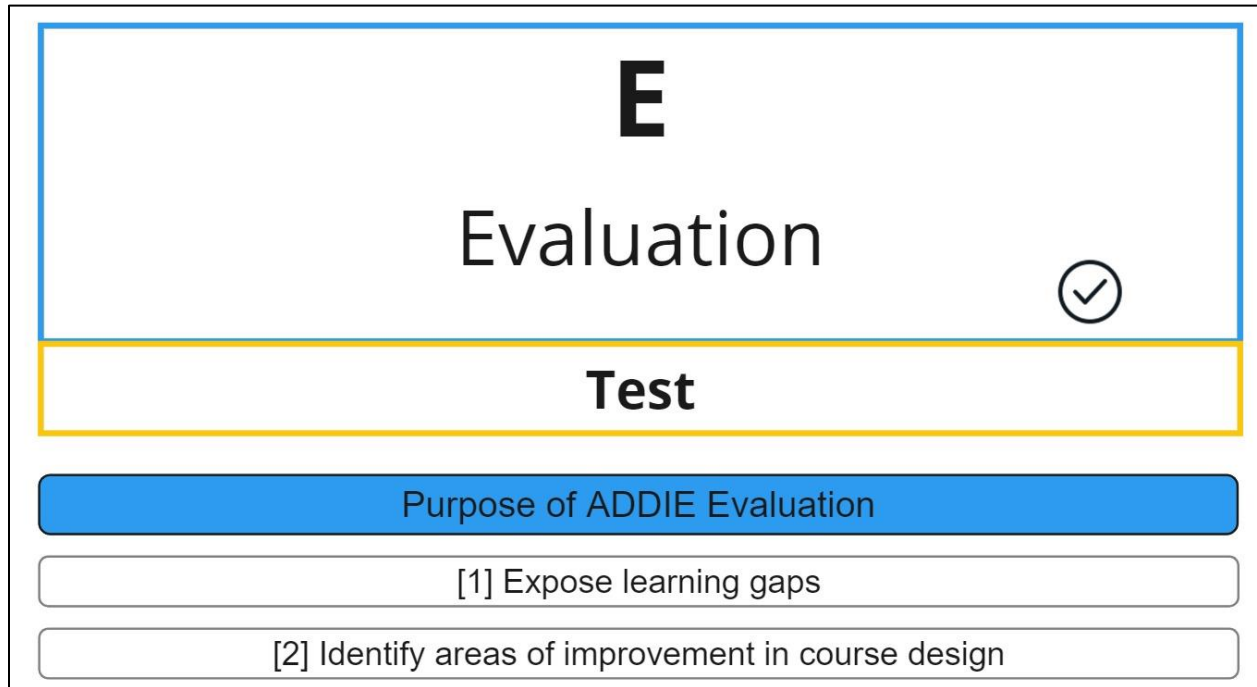 E
Evaluation
Test
Purpose of ADDIE Evaluation
[1] Expose learning gaps
[2] Identify areas of improvement in course design